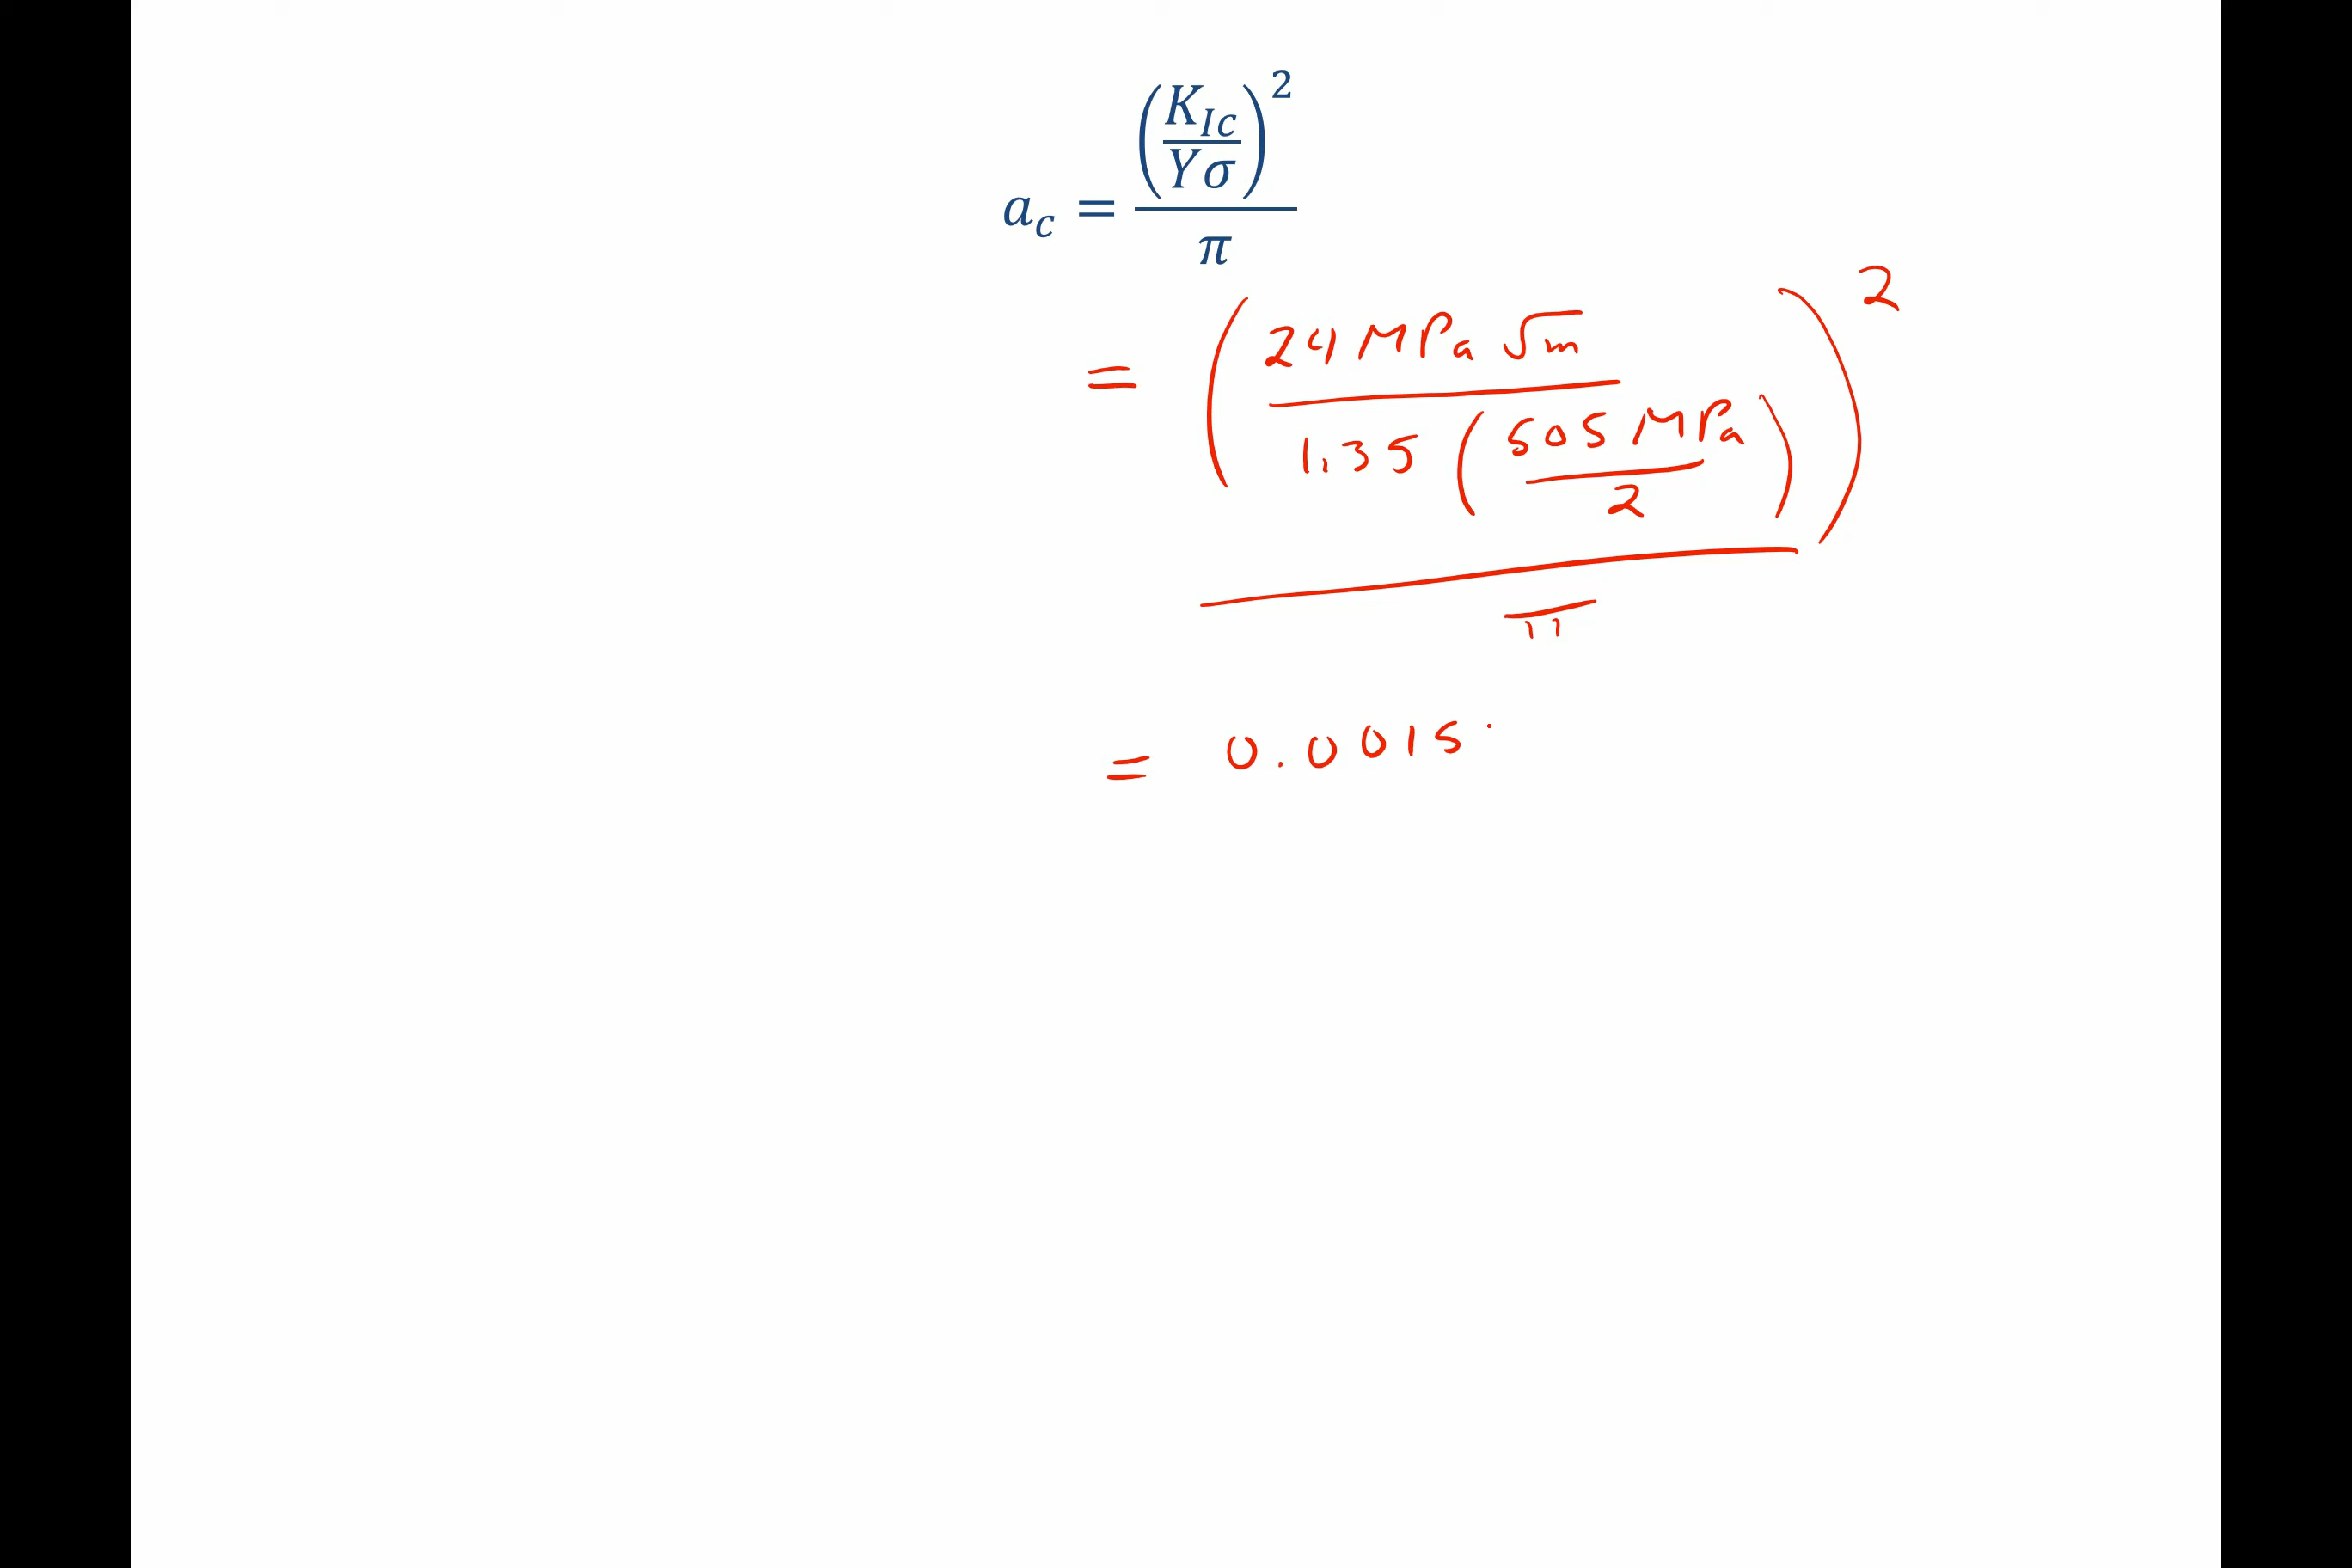 a_c = (K_Ic / Yσ)^2 / π
= (24 MPa √m / 1.35 (505 MPa / 2))^2 / π
= 0.0015